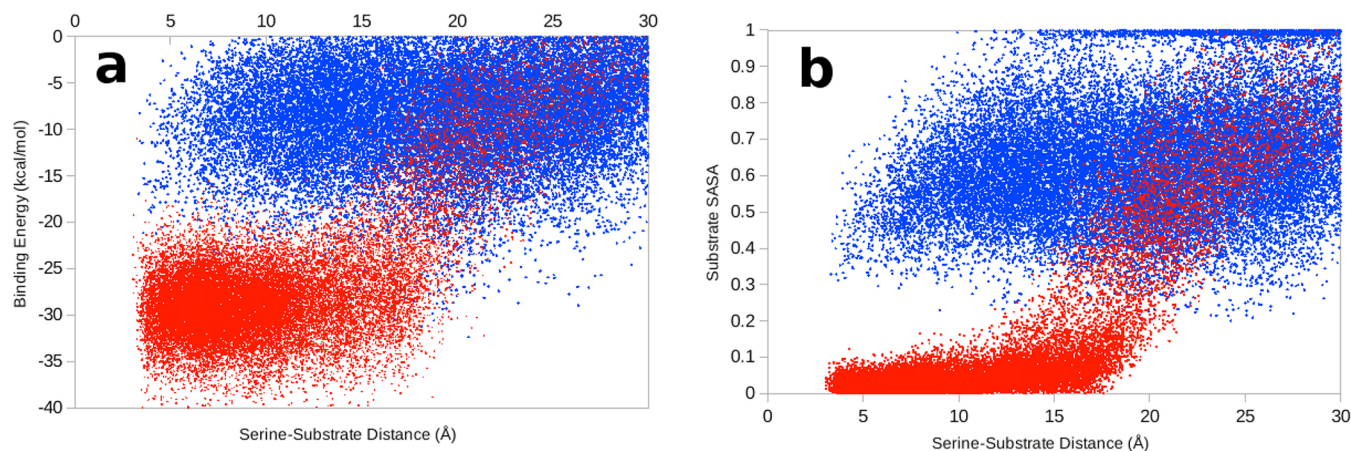 0 5 10 15 20 25 30
a
0
-5
-10
-15
-20
-25
-30
-35
-40
Binding Energy (kcal/mol)
Serine-Substrate Distance (Å)
b
1
0.9
0.8
0.7
0.6
0.5
0.4
0.3
0.2
0.1
0
Substrate SASA
0 5 10 15 20 25 30
Serine-Substrate Distance (Å)